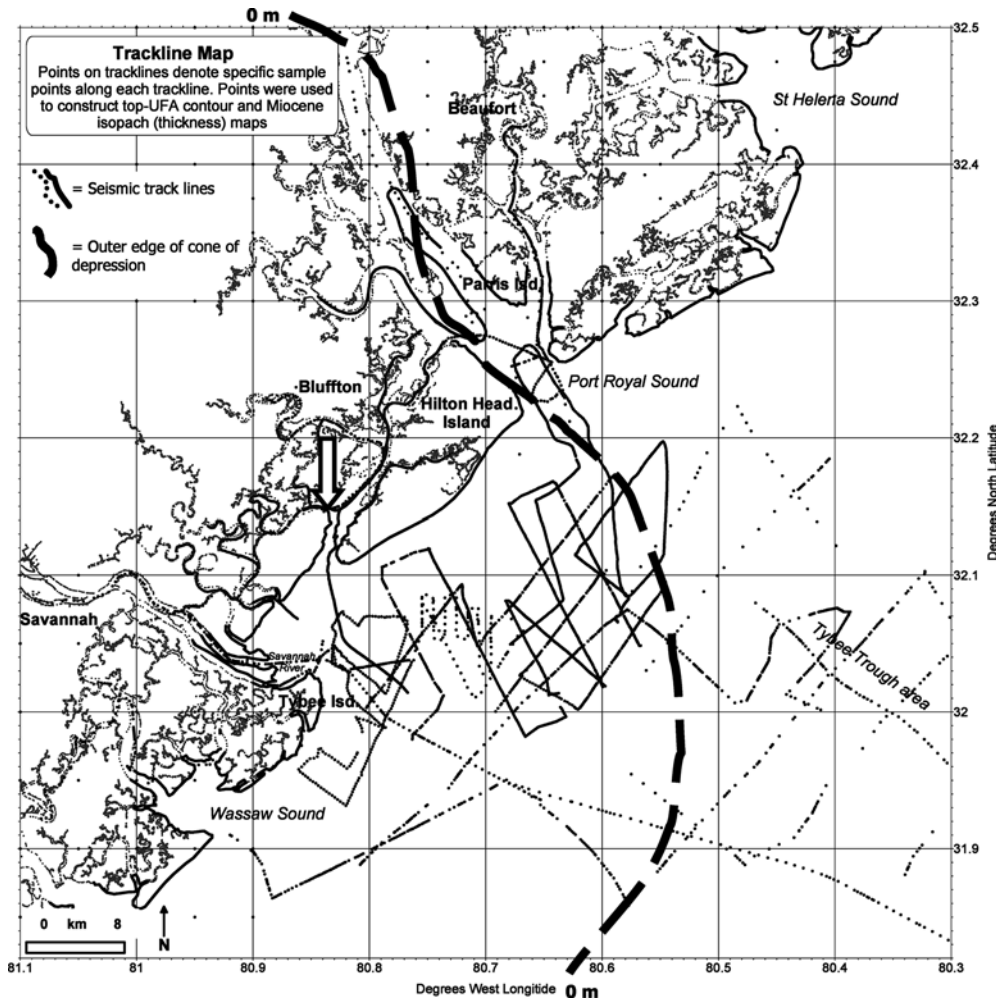 0 m
Trackline Map
Points on tracklines denote specific sample
points along each trackline. Points were used
to construct top-UFA contour and Miocene
isopach (thickness) maps
= Seismic track lines
= Outer edge of cone of
depression
Beaufort
St Helena Sound
Parris Isd.
Port Royal Sound
Bluffton
Hilton Head.
Island
Savannah
Savannah
River
Tybee Isd.
Tybee Trough area
Wassaw Sound
0 km 8
N
32.5
32.4
32.3
32.2
32.1
32
31.9
Degrees North Latitude
81.1 81 80.9 80.8 80.7 80.6 80.5 80.4 80.3
Degrees West Longitide
0 m